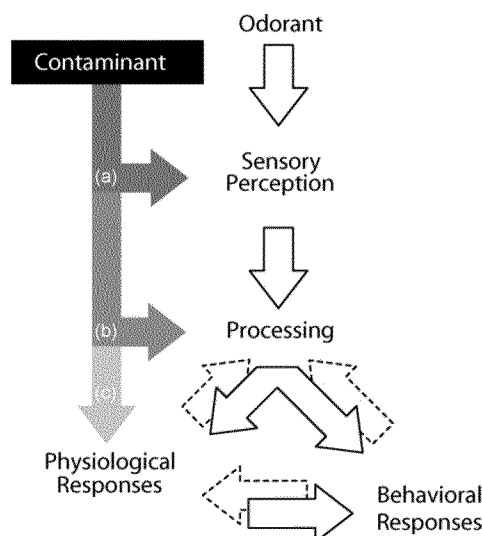 Odorant
Contaminant
(a)
Sensory
Perception
(b)
Processing
(c)
Physiological
Responses
Behavioral
Responses